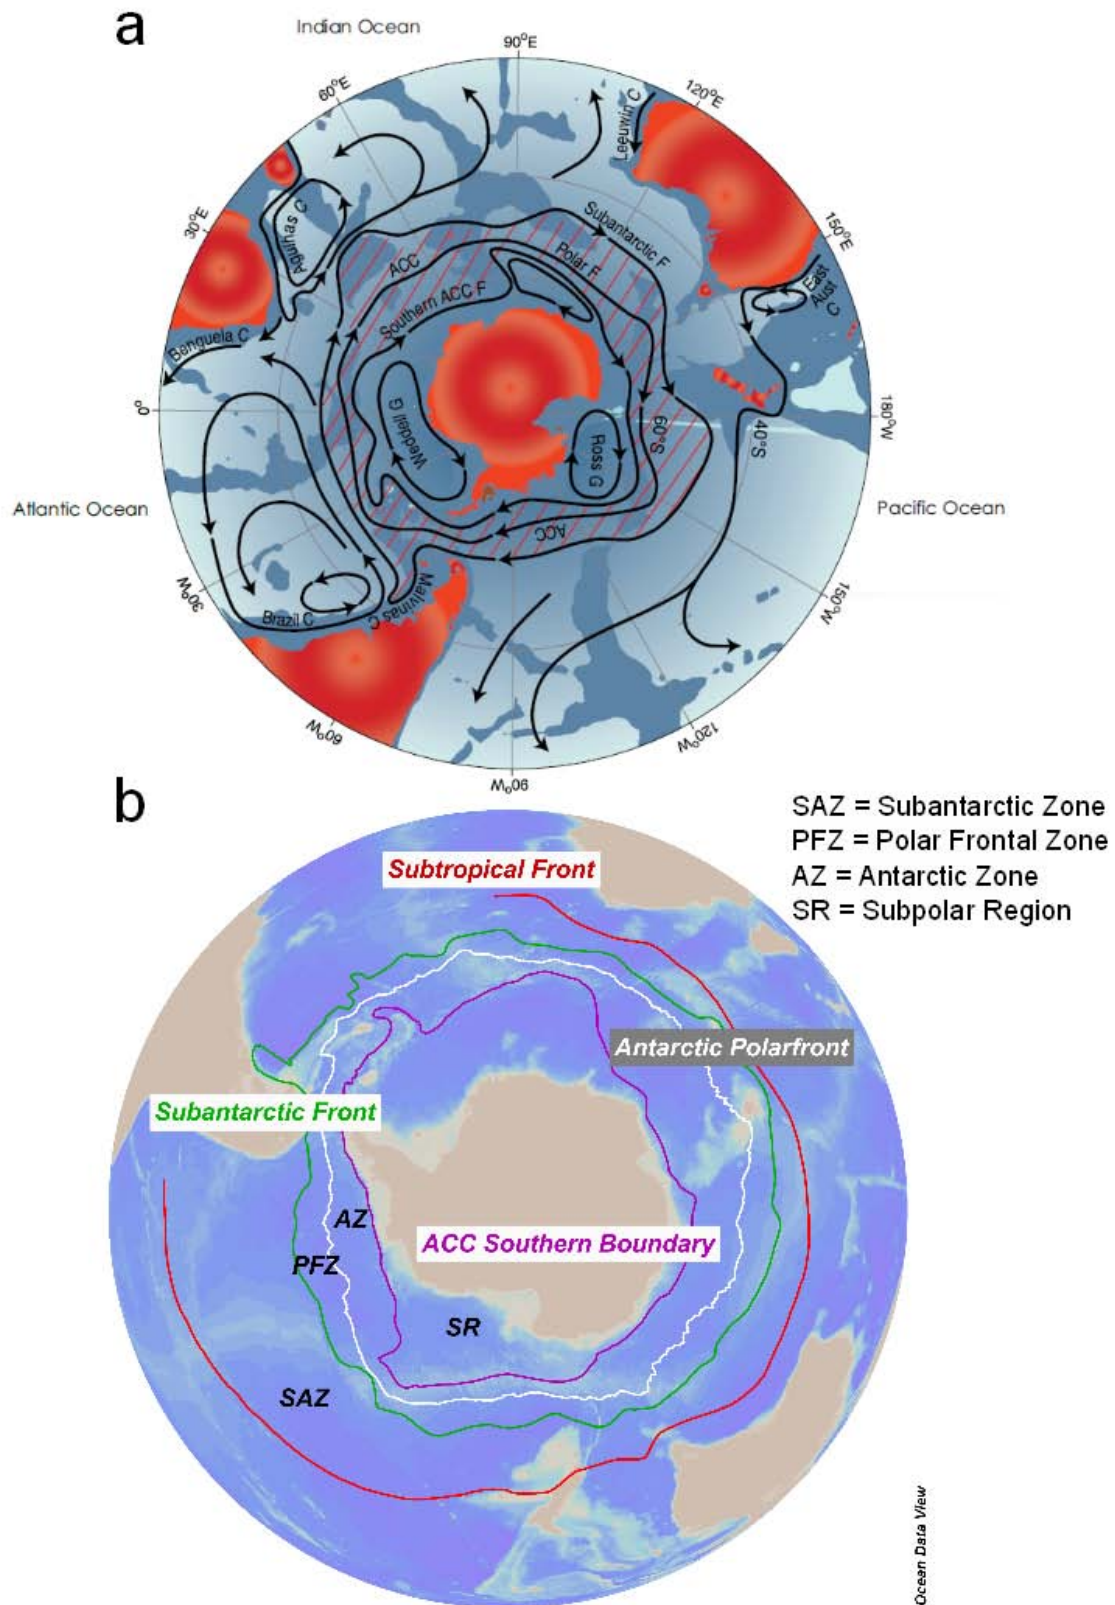 a
Indian Ocean
90°E
60°E
120°E
Leeuwin C
30°E
Agulhas C
Subantarctic F
150°E
ACC
Polar F
Southern ACC F
East
Aust
C
Benguela C
0°
Weddell G
Ross G
60°S
40°S
180°W
Atlantic Ocean
Pacific Ocean
ACC
30°W
Malvinas C
Brazil C
150°W
60°W
120°W
90°W
b
SAZ = Subantarctic Zone
PFZ = Polar Frontal Zone
AZ = Antarctic Zone
SR = Subpolar Region
Subtropical Front
Antarctic Polarfront
Subantarctic Front
AZ
ACC Southern Boundary
PFZ
SR
SAZ
Ocean Data View